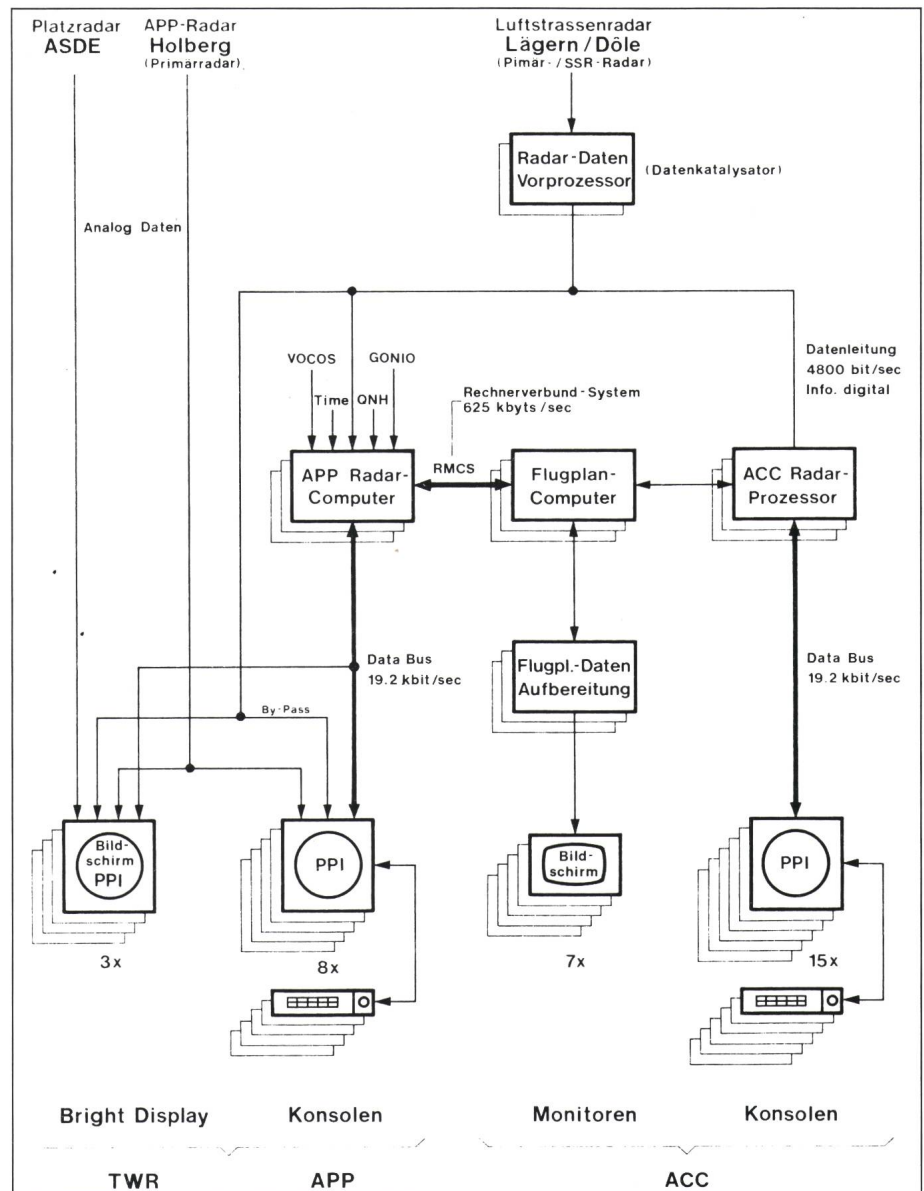 Platzradar
ASDE
APP-Radar
Holberg
(Primärradar)
Luftstrassenradar
Lägern / Dôle
(Pimär- / SSR-Radar)
Radar-Daten
Vorprozessor
(Datenkatalysator)
Analog Daten
VOCOS
GONIO
Time
QNH
Rechnerverbund-System
625 kbyts/sec
Datenleitung
4800 bit/sec
Info. digital
APP Radar-
Computer
RMCS
Flugplan-
Computer
ACC Radar-
Prozessor
Data Bus
19.2 kbit/sec
Flugpl.-Daten
Aufbereitung
Data Bus
19.2 kbit/sec
By-Pass
Bild-
schirm
PPI
PPI
Bild-
schirm
PPI
3x
8x
7x
15x
Bright Display
Konsolen
Monitoren
Konsolen
TWR
APP
ACC